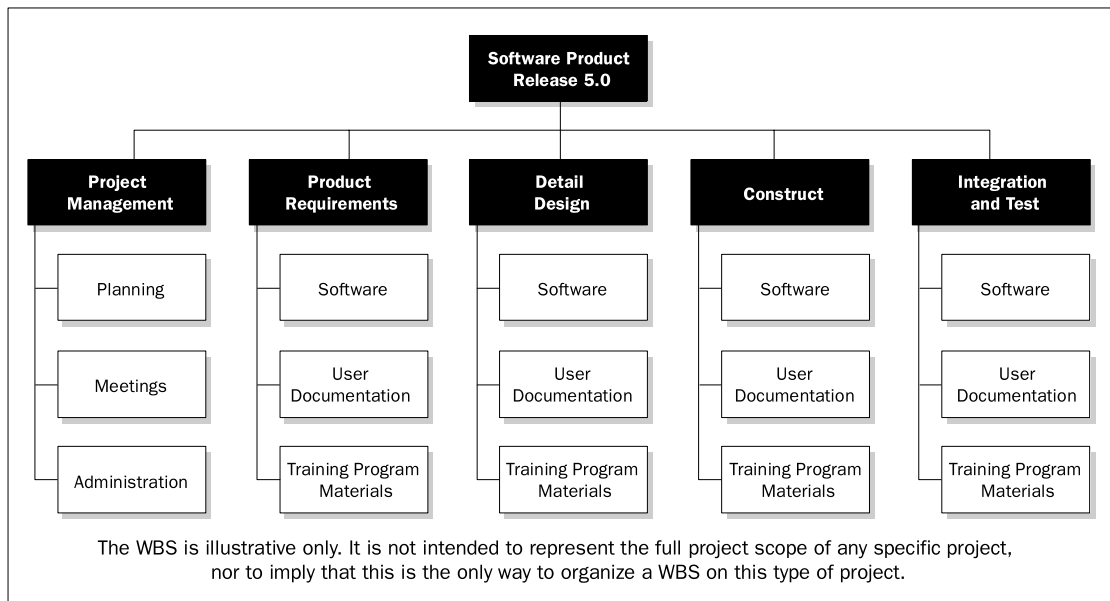 Software Product
Release 5.0
Project
Management
Product
Requirements
Detail
Design
Construct
Integration
and Test
Planning
Software
Software
Software
Software
Meetings
User
Documentation
User
Documentation
User
Documentation
User
Documentation
Administration
Training Program
Materials
Training Program
Materials
Training Program
Materials
Training Program
Materials
The WBS is illustrative only. It is not intended to represent the full project scope of any specific project,
nor to imply that this is the only way to organize a WBS on this type of project.